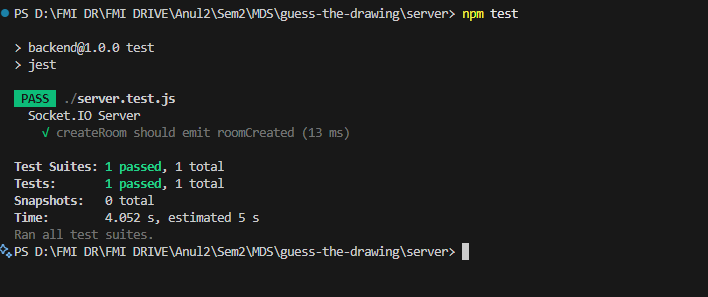 PS D:\FMI DR\FMI DRIVE\Anul2\Sem2\MDS\guess-the-drawing\server> npm test
> backend@1.0.0 test
> jest
PASS ./server.test.js
Socket.IO Server
√ createRoom should emit roomCreated (13 ms)
Test Suites: 1 passed, 1 total
Tests: 1 passed, 1 total
Snapshots: 0 total
Time: 4.052 s, estimated 5 s
Ran all test suites.
PS D:\FMI DR\FMI DRIVE\Anul2\Sem2\MDS\guess-the-drawing\server>